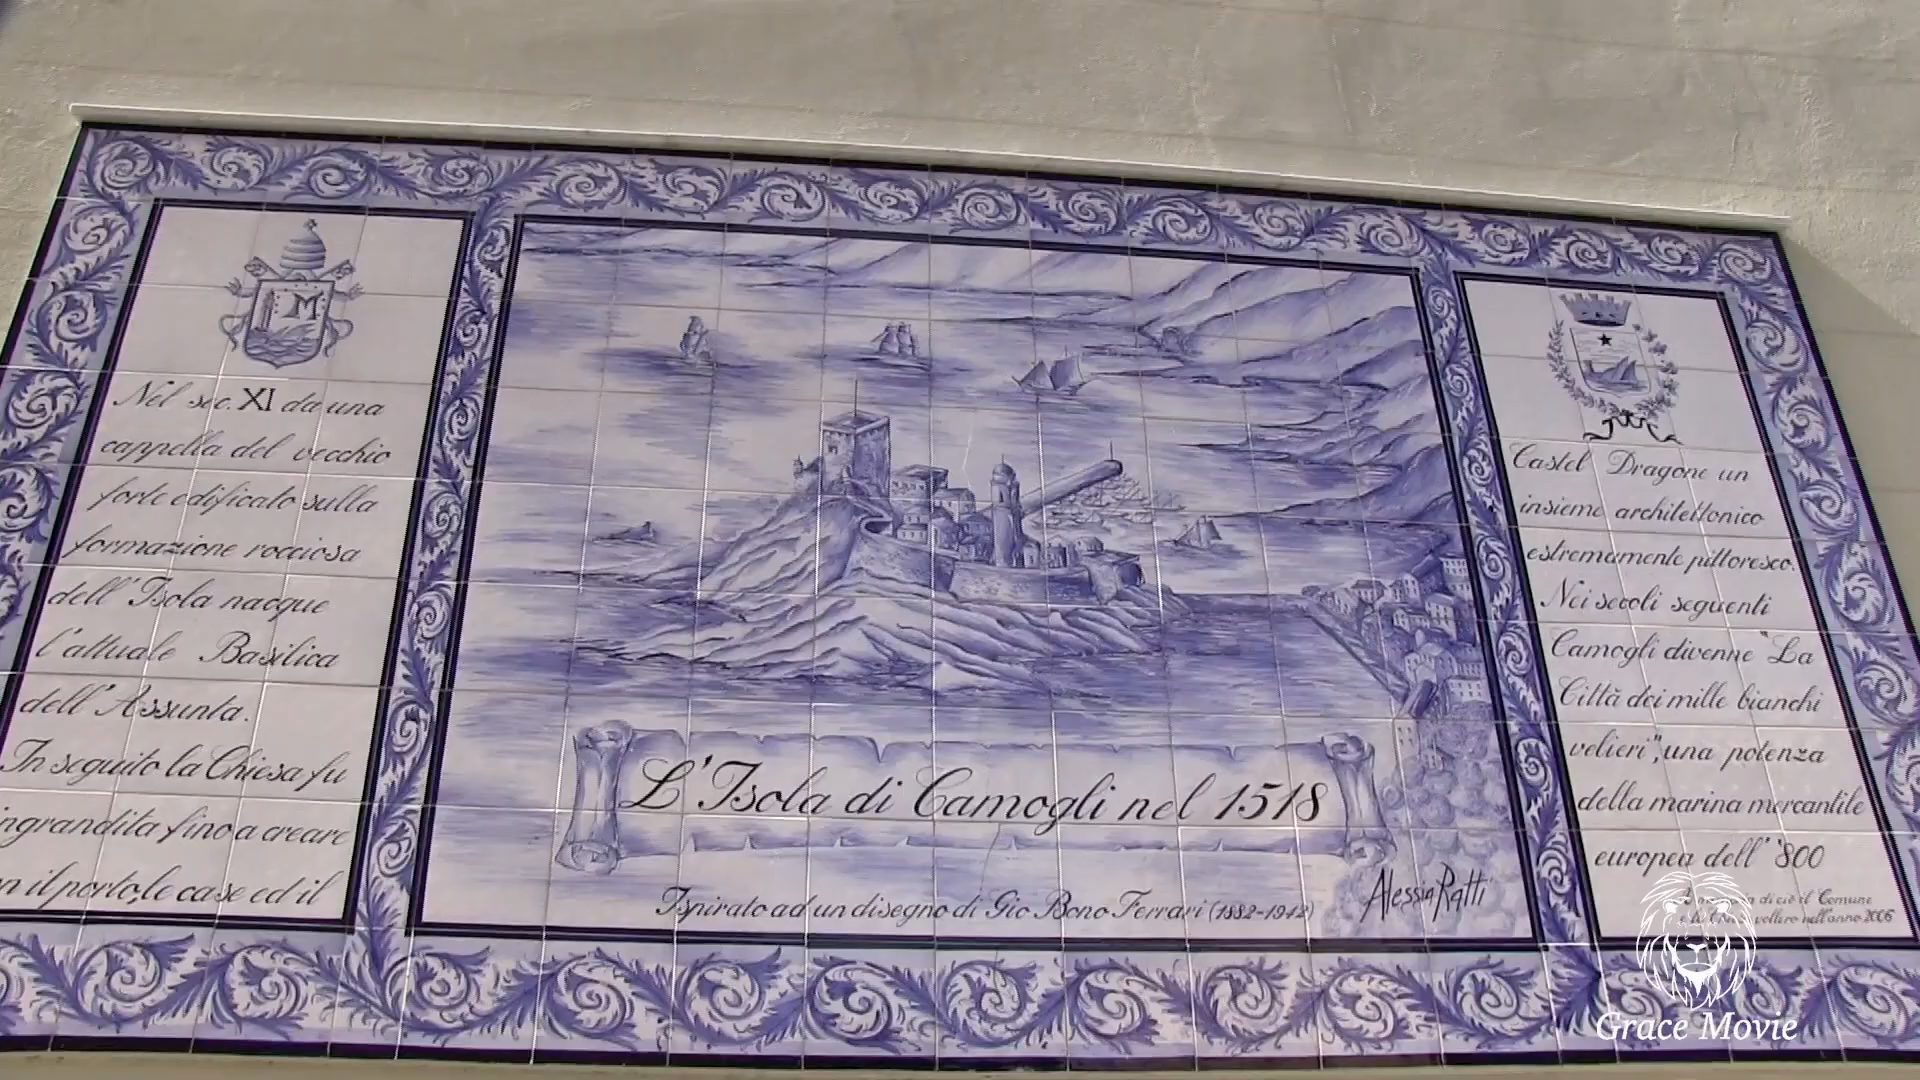 M
Nel sec. XI da una
cappella del vecchio
forte edificato sulla
formazione rocciosa
dell'Isola nacque
l'attuale Basilica
dell'Assunta.
In seguito la Chiesa fu
ingrandita fino a creare
il porto, le case ed il
L'Isola di Camogli nel 1518
Ispirato ad un disegno di Gio Bono Ferrari (1882-1942)
Alessia Ratti
Castel Dragone un
insieme architettonico
estremamente pittoresco.
Nei secoli seguenti
Camogli divenne "La
Città dei mille bianchi
velieri", una potenza
della marina mercantile
europea dell' '800
di ciò il Comune
vollero nell'anno 2006
Grace Movie